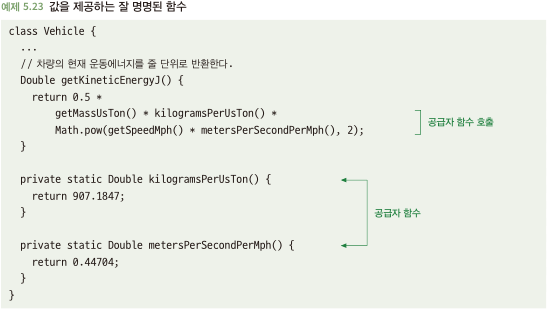 예제 5.23 값을 제공하는 잘 명명된 함수
class Vehicle {
...
// 차량의 현재 운동에너지를 줄 단위로 반환한다.
Double getKineticEnergyJ() {
return 0.5 *
getMassUsTon() * kilogramsPerUsTon() *
Math.pow(getSpeedMph() * metersPerSecondPerMph(), 2);
공급자 함수 호출
}
private static Double kilogramsPerUsTon() {
return 907.1847;
}
공급자 함수
private static Double metersPerSecondPerMph() {
return 0.44704;
}
}